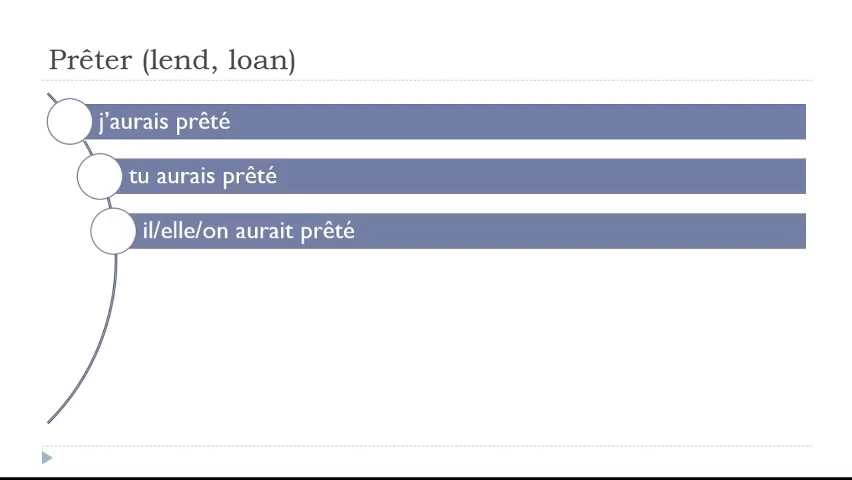 Prêter (lend, loan)
j'aurais prêté
tu aurais prêté
il/elle/on aurait prêté